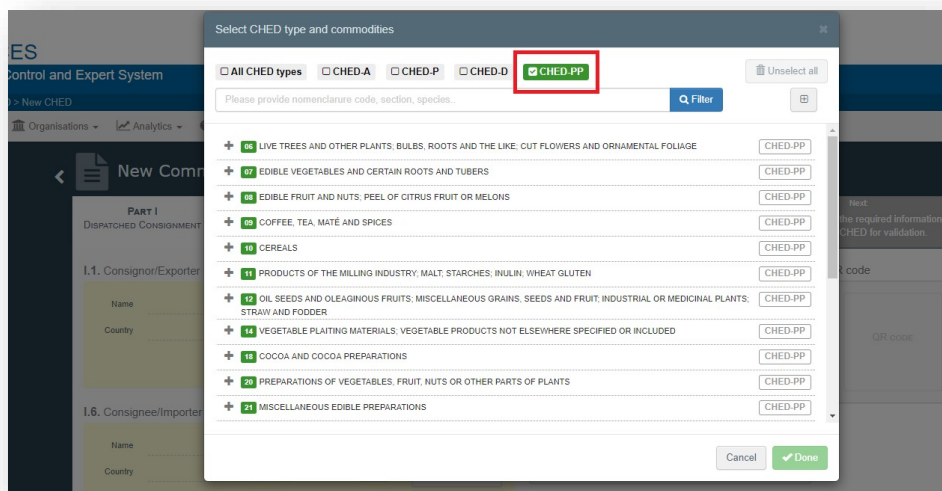 Select CHED type and commodities
ES
Control and Expert System
> New CHED
Organisations
Analytics
All CHED types CHED-A CHED-P CHED-D CHED-PP Unselect all
Please provide nomenclarure code, section, species..
Filter
06 LIVE TREES AND OTHER PLANTS; BULBS, ROOTS AND THE LIKE; CUT FLOWERS AND ORNAMENTAL FOLIAGE CHED-PP
07 EDIBLE VEGETABLES AND CERTAIN ROOTS AND TUBERS CHED-PP
08 EDIBLE FRUIT AND NUTS; PEEL OF CITRUS FRUIT OR MELONS CHED-PP
09 COFFEE, TEA, MATÉ AND SPICES CHED-PP
10 CEREALS CHED-PP
11 PRODUCTS OF THE MILLING INDUSTRY; MALT; STARCHES; INULIN; WHEAT GLUTEN CHED-PP
12 OIL SEEDS AND OLEAGINOUS FRUITS; MISCELLANEOUS GRAINS, SEEDS AND FRUIT; INDUSTRIAL OR MEDICINAL PLANTS; CHED-PP
STRAW AND FODDER
14 VEGETABLE PLAITING MATERIALS; VEGETABLE PRODUCTS NOT ELSEWHERE SPECIFIED OR INCLUDED CHED-PP
18 COCOA AND COCOA PREPARATIONS CHED-PP
20 PREPARATIONS OF VEGETABLES, FRUIT, NUTS OR OTHER PARTS OF PLANTS CHED-PP
21 MISCELLANEOUS EDIBLE PREPARATIONS CHED-PP
Cancel Done
New Comm
PART I
DISPATCHED CONSIGNMENT
Next
the required information
CHED for validation
I.1. Consignor/Exporter
code
Name
Country
QR code
I.6. Consignee/Importer
Name
Country